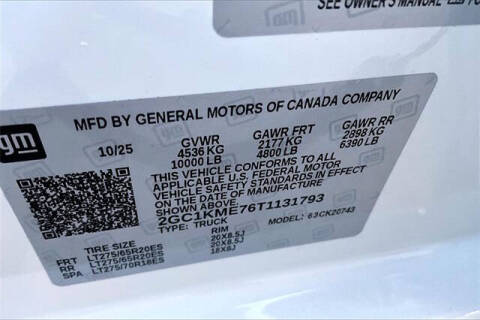 SEE OWNER'S MANUAL
gm
MFD BY GENERAL MOTORS OF CANADA COMPANY
10/25
GVWR GAWR FRT GAWR RR
4536 KG 2177 KG 2898 KG
10000 LB 4800 LB 6390 LB
THIS VEHICLE CONFORMS TO ALL
APPLICABLE U.S. FEDERAL MOTOR
VEHICLE SAFETY STANDARDS IN EFFECT
ON THE DATE OF MANUFACTURE
SHOWN ABOVE.
2GC1KME76T1131793
TYPE: TRUCK MODEL: 63CK20743
TIRE SIZE RIM
FRT LT275/65R20ES 20X8.5J
RR LT275/65R20ES 20X8.5J
SPA LT275/70R18ES 18X8J